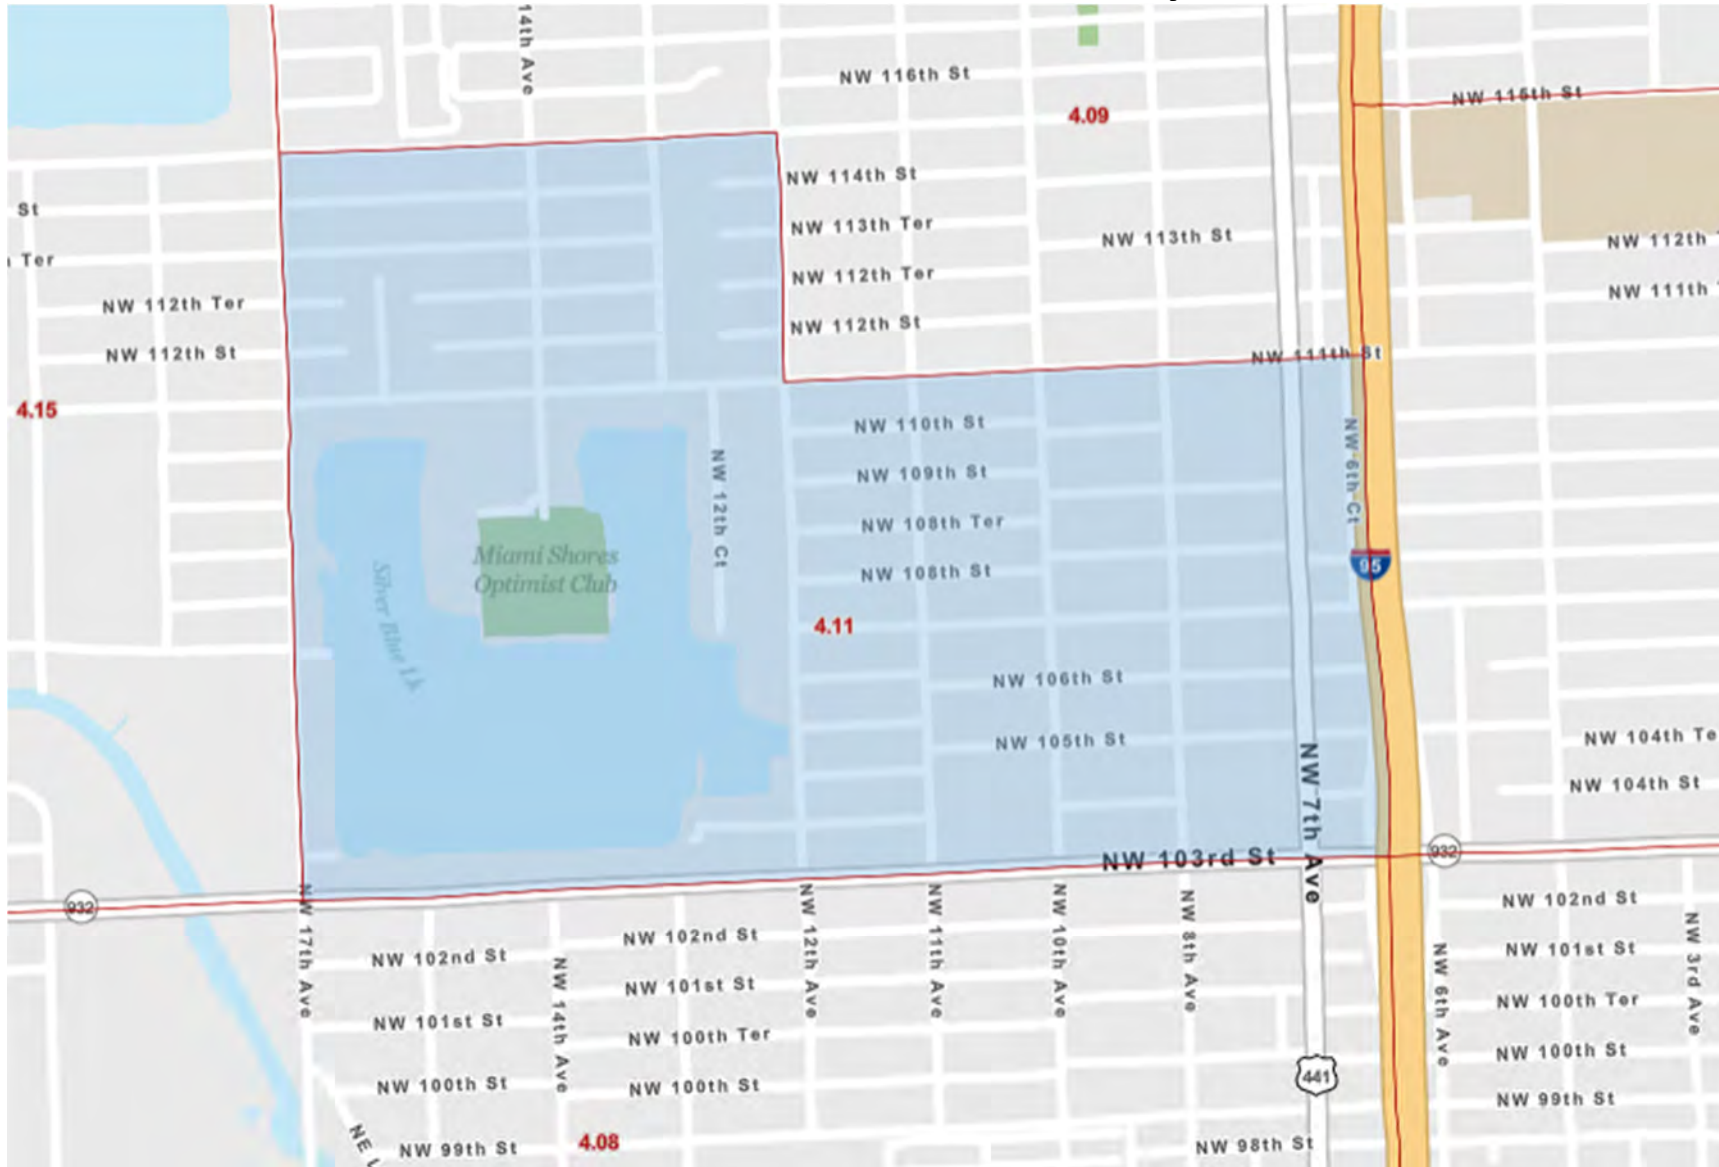 14th Ave
NW 116th St
NW 115th St
4.09
NW 114th St
St
NW 113th Ter
NW 113th St
NW 112th
Ter
NW 112th Ter
NW 112th Ter
NW 111th
NW 112th St
NW 112th St
NW 111th St
4.15
NW 110th St
NW 6th Ct
NW 12th Ct
NW 109th St
NW 108th Ter
Miami Shores
Optimist Club
NW 108th St
95
Silver Blue Lk
4.11
NW 106th St
NW 105th St
NW 104th Te
NW 7th Ave
NW 104th St
NW 103rd St
932
932
NW 17th Ave
NW 12th Ave
NW 11th Ave
NW 10th Ave
NW 8th Ave
NW 102nd St
NW 3rd Ave
NW 102nd St
NW 102nd St
NW 6th Ave
NW 101st St
NW 14th Ave
NW 101st St
NW 100th Ter
NW 101st St
NW 100th Ter
NW 100th St
441
NW 100th St
NW 100th St
NW 99th St
NE L
4.08
NW 99th St
NW 98th St